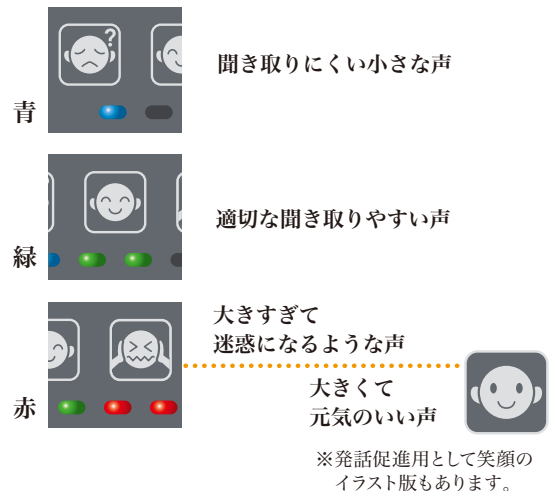 青
聞き取りにくい小さな声
緑
適切な聞き取りやすい声
赤
大きすぎて
迷惑になるような声
大きくて
元気のいい声
※発話促進用として笑顔の
イラスト版もあります。
?